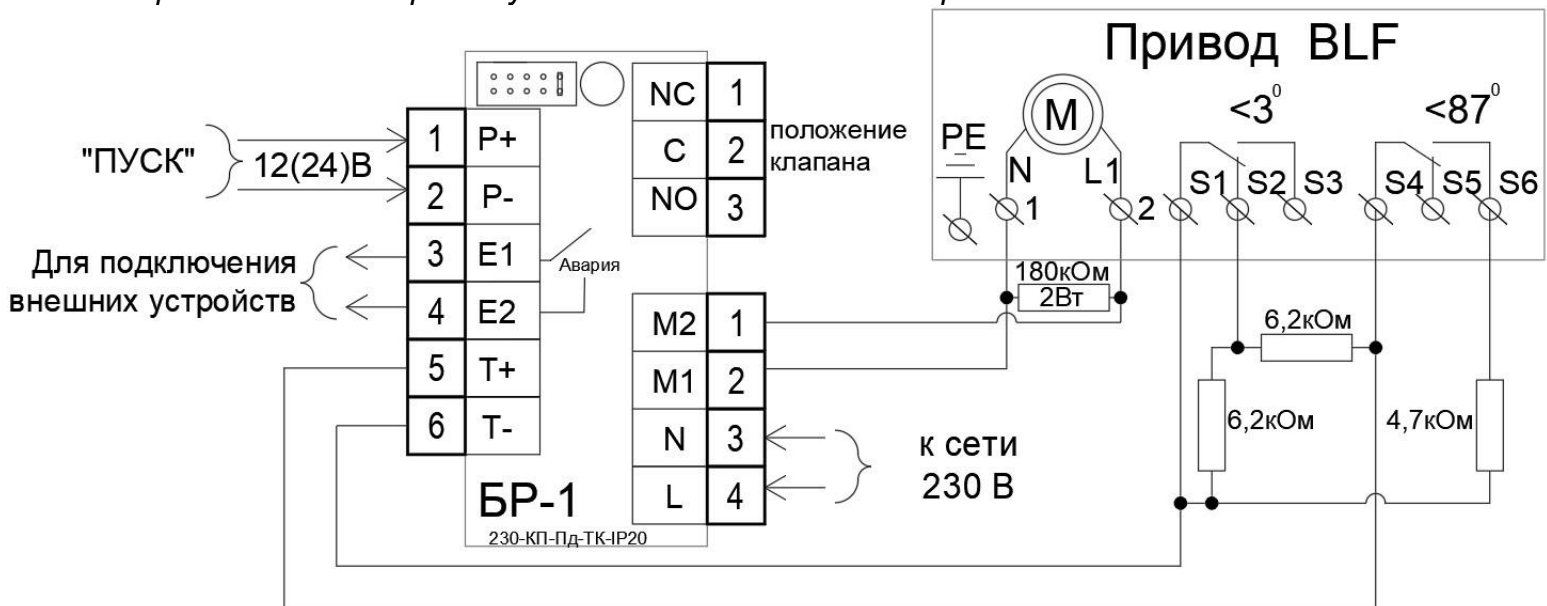 Привод BLF
"ПУСК"
12(24)В
1 P+
2 P-
3 E1
4 E2
5 T+
6 T-
Для подключения
внешних устройств
Авария
NC 1
C 2
NO 3
положение
клапана
M2 1
M1 2
N 3
L 4
к сети
230 В
БР-1
230-КП-Пд-ТК-IP20
PE
M
N
L1
1
2
<3⁰
<87⁰
S1 S2 S3 S4 S5 S6
180кОм
2Вт
6,2кОм
6,2кОм
4,7кОм